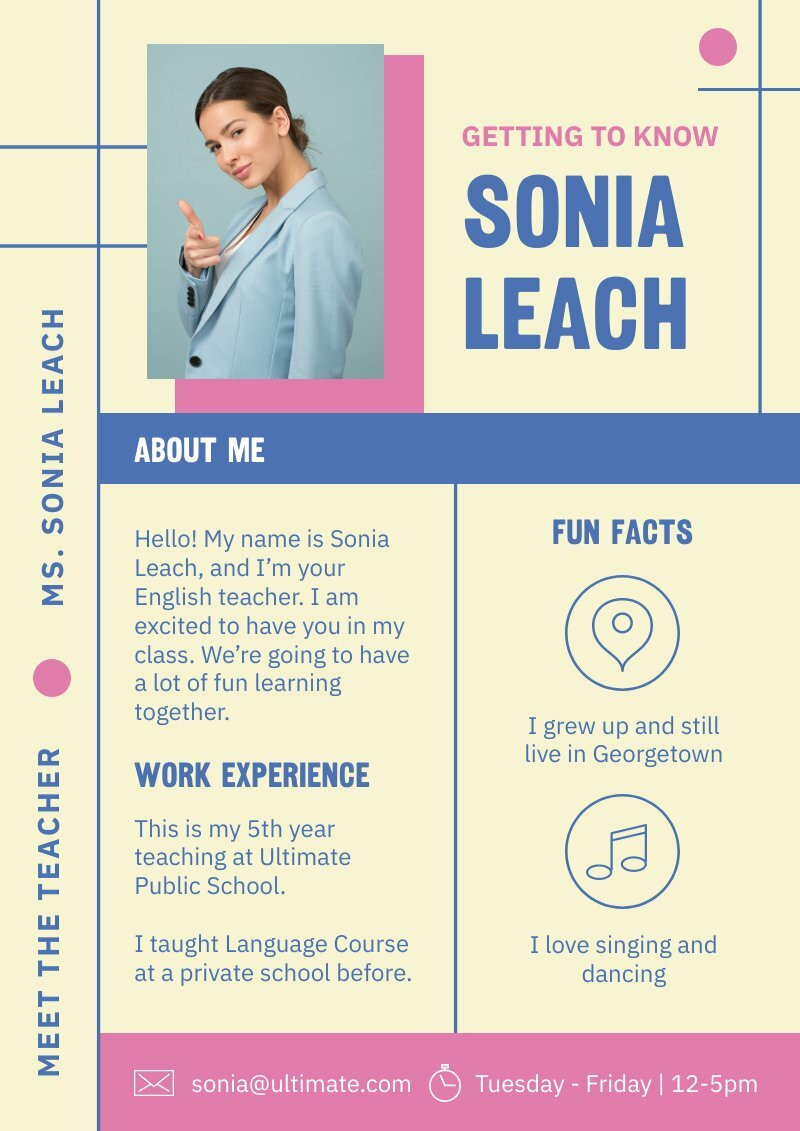 GETTING TO KNOW
SONIA
LEACH
MS. SONIA LEACH
MEET THE TEACHER
ABOUT ME
Hello! My name is Sonia
Leach, and I’m your
English teacher. I am
excited to have you in my
class. We’re going to have
a lot of fun learning
together.
WORK EXPERIENCE
This is my 5th year
teaching at Ultimate
Public School.
I taught Language Course
at a private school before.
FUN FACTS
I grew up and still
live in Georgetown
I love singing and
dancing
sonia@ultimate.com
Tuesday - Friday | 12-5pm